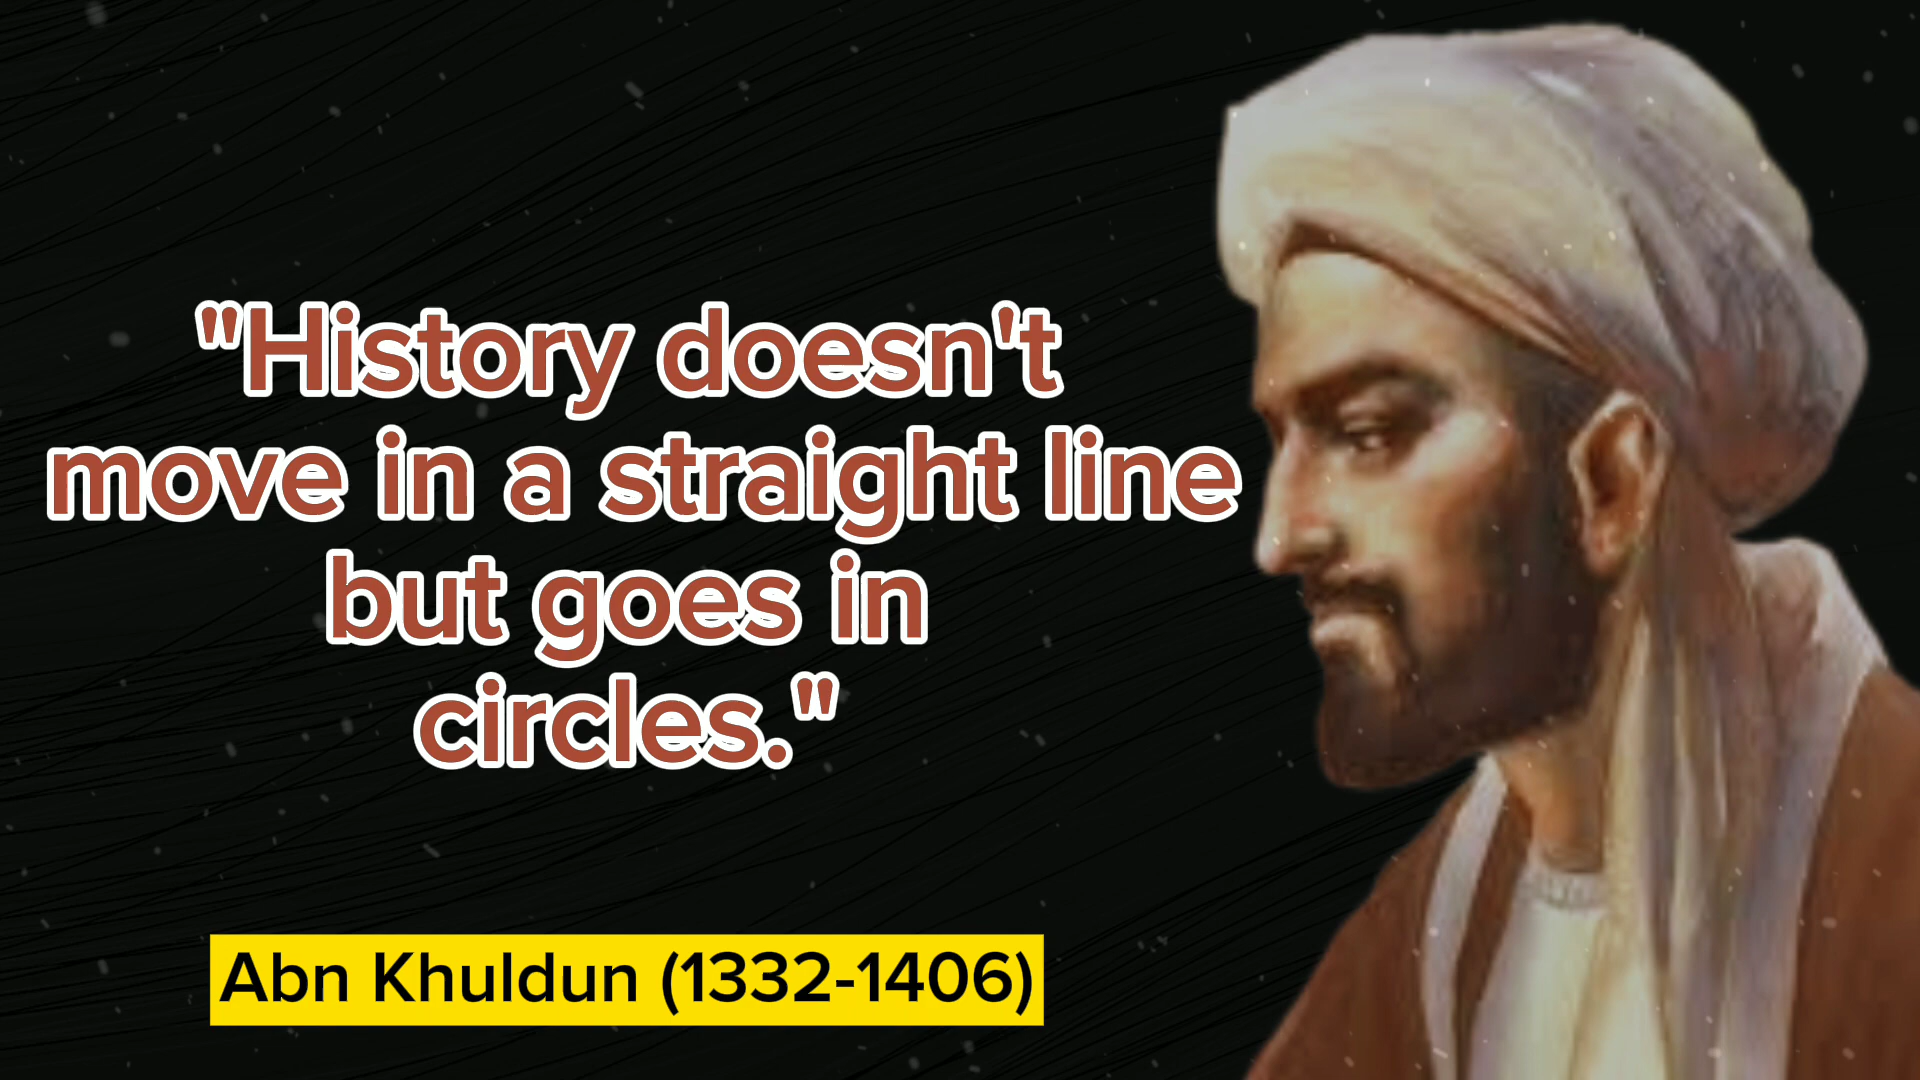 "History doesn't
move in a straight line
but goes in
circles."
Abn Khuldun (1332-1406)